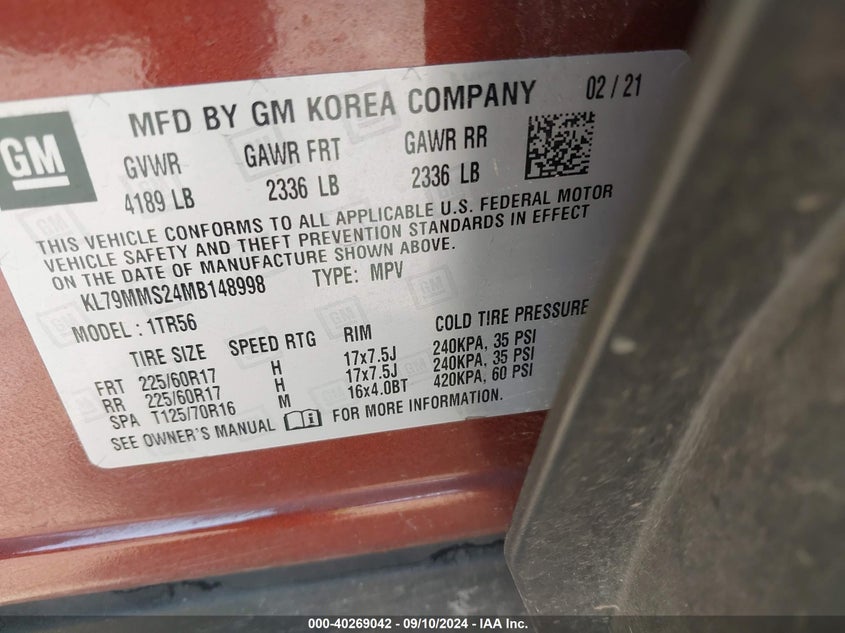 GM
MFD BY GM KOREA COMPANY 02/21
GVWR GAWR FRT GAWR RR
4189 LB 2336 LB 2336 LB
THIS VEHICLE CONFORMS TO ALL APPLICABLE U.S. FEDERAL MOTOR
VEHICLE SAFETY AND THEFT PREVENTION STANDARDS IN EFFECT
ON THE DATE OF MANUFACTURE SHOWN ABOVE.
KL79MMS24MB148998 TYPE: MPV
MODEL : 1TR56
TIRE SIZE SPEED RTG RIM COLD TIRE PRESSURE
FRT 225/60R17 H 17x7.5J 240KPA, 35 PSI
RR 225/60R17 H 17x7.5J 240KPA, 35 PSI
SPA T125/70R16 M 16x4.0BT 420KPA, 60 PSI
SEE OWNER'S MANUAL FOR MORE INFORMATION.
000-40269042 - 09/10/2024 - IAA Inc.